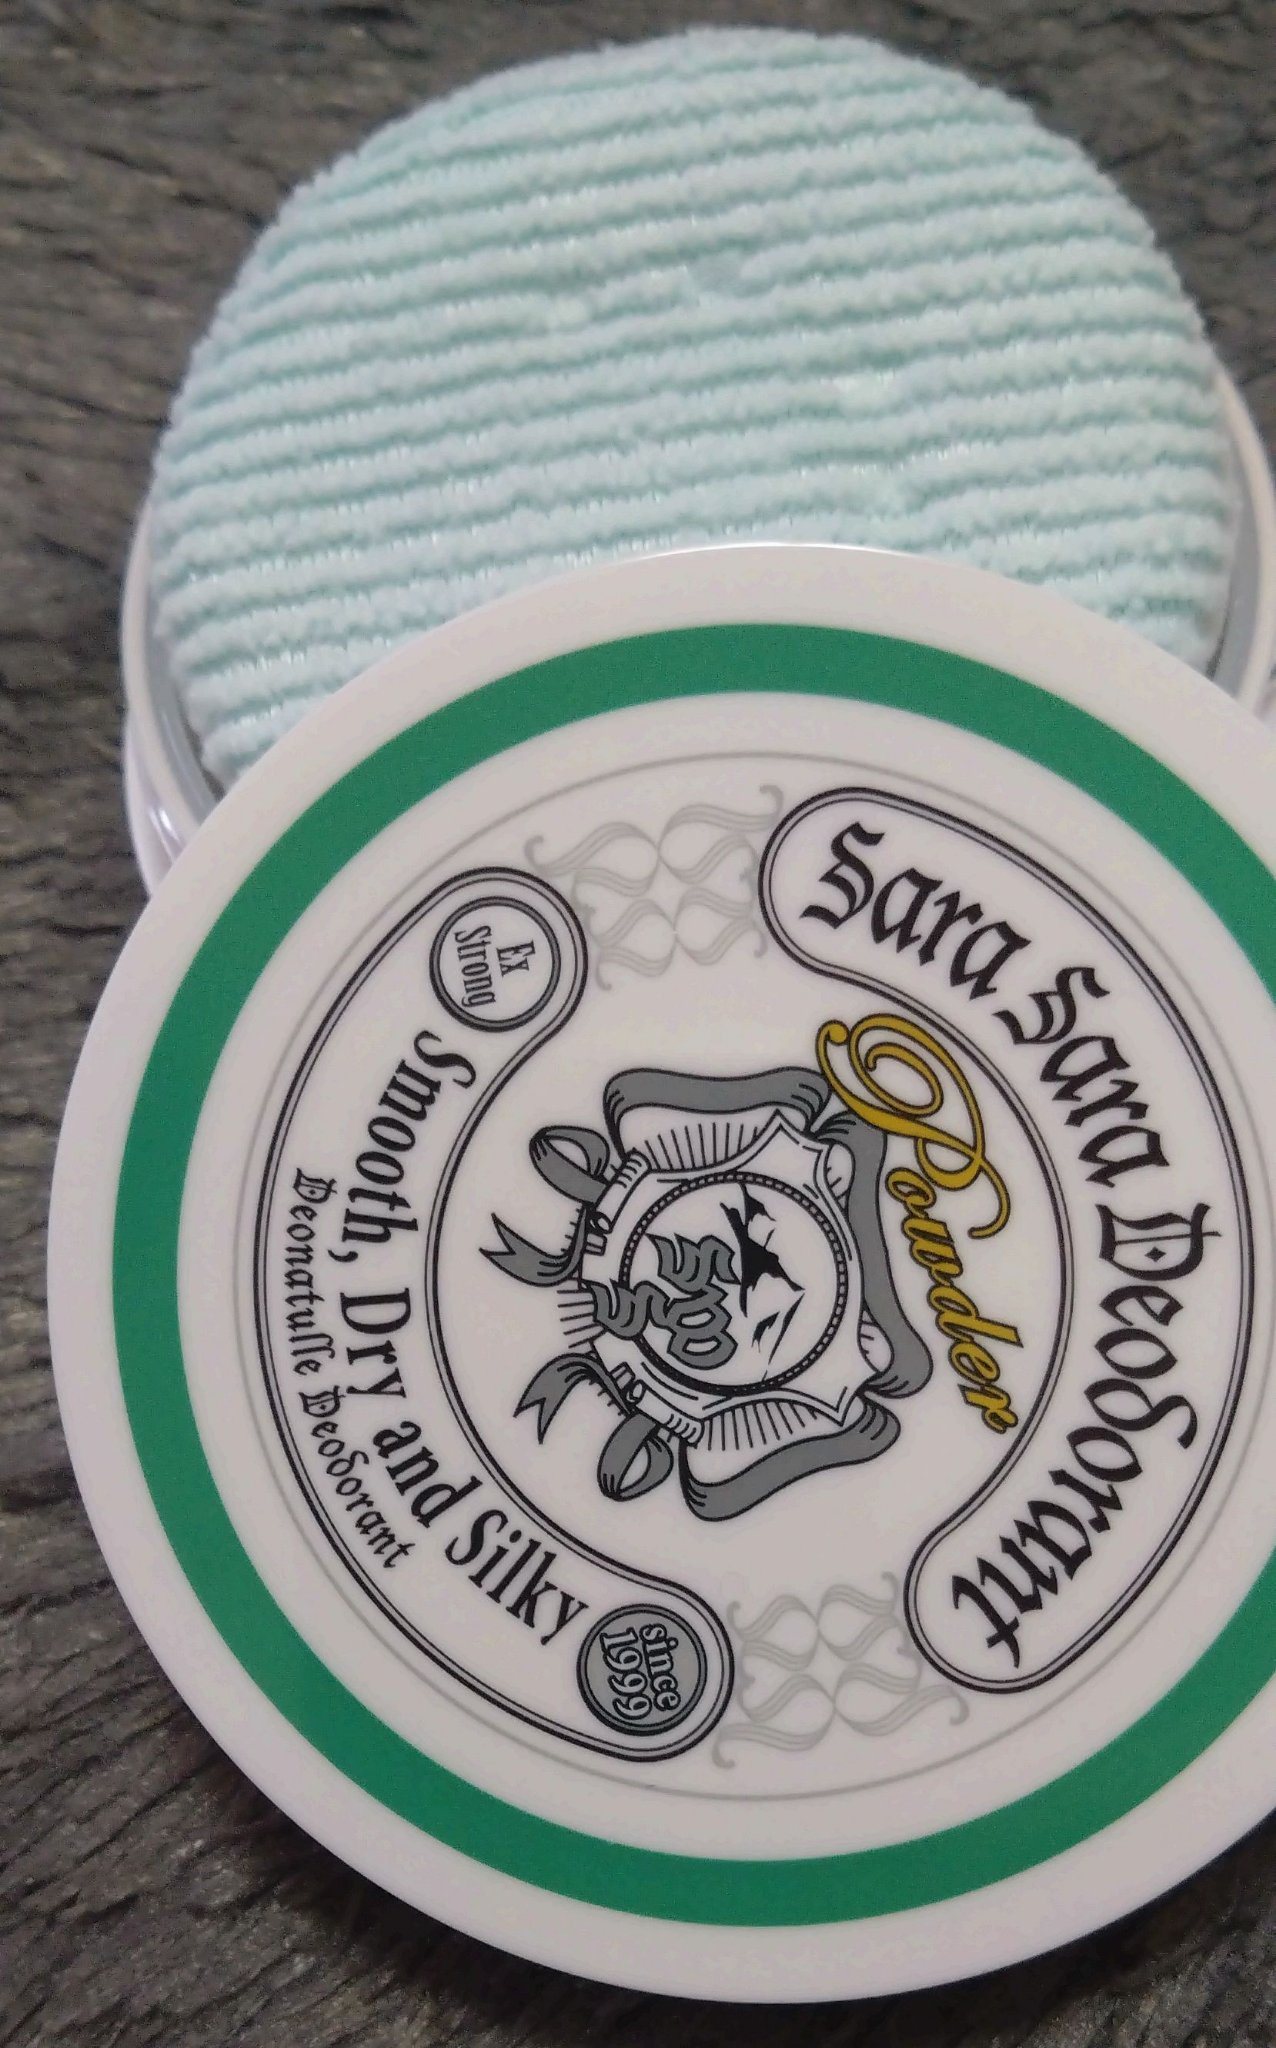 Sara Sara Deodorant
Powder
Ex
Strong
Smooth, Dry and Silky
Deonatulle Deodorant
since
1999